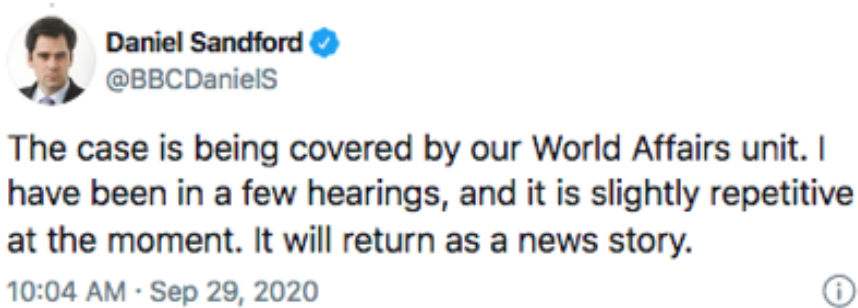 Daniel Sandford
@BBCDanielS
The case is being covered by our World Affairs unit. I
have been in a few hearings, and it is slightly repetitive
at the moment. It will return as a news story.
10:04 AM · Sep 29, 2020